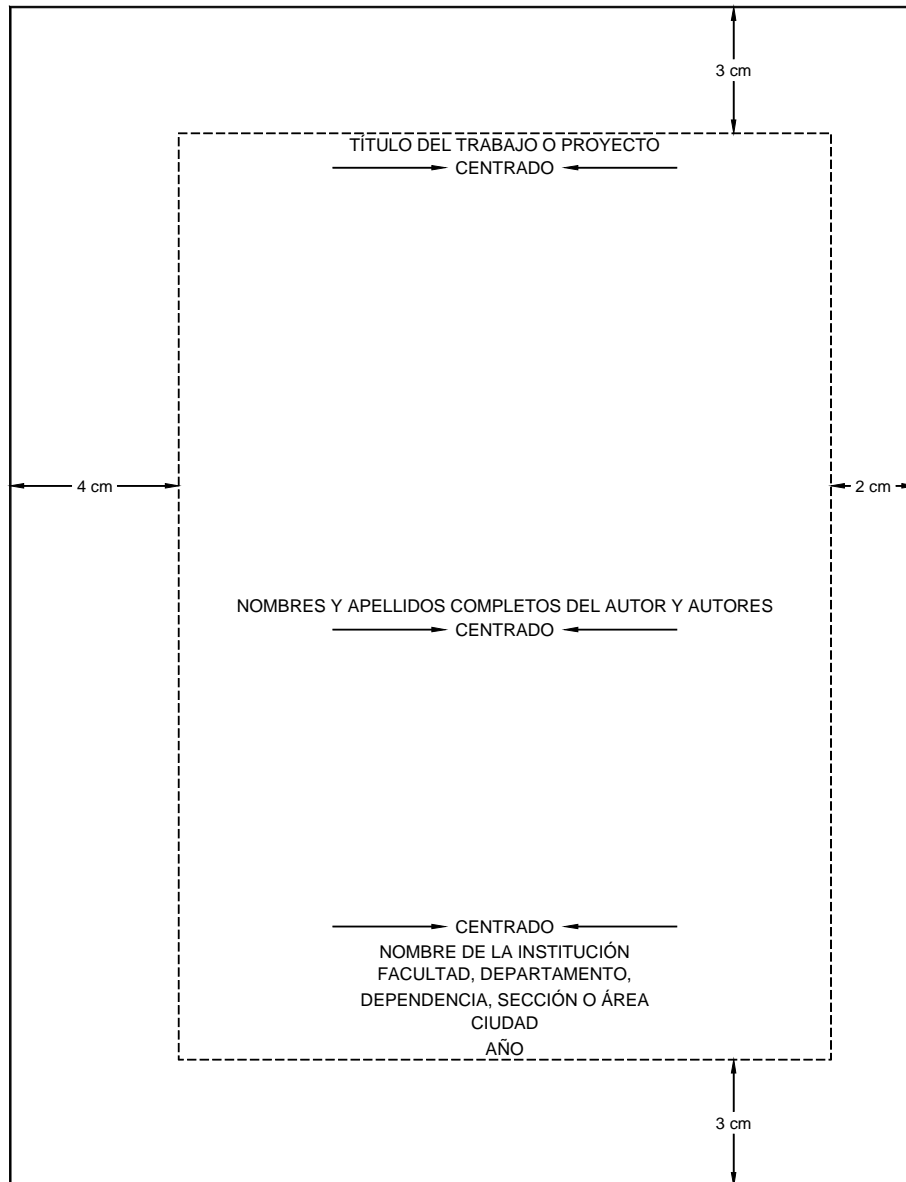 3 cm
TÍTULO DEL TRABAJO O PROYECTO
CENTRADO
4 cm
2 cm
NOMBRES Y APELLIDOS COMPLETOS DEL AUTOR Y AUTORES
CENTRADO
CENTRADO
NOMBRE DE LA INSTITUCIÓN
FACULTAD, DEPARTAMENTO,
DEPENDENCIA, SECCIÓN O ÁREA
CIUDAD
AÑO
3 cm